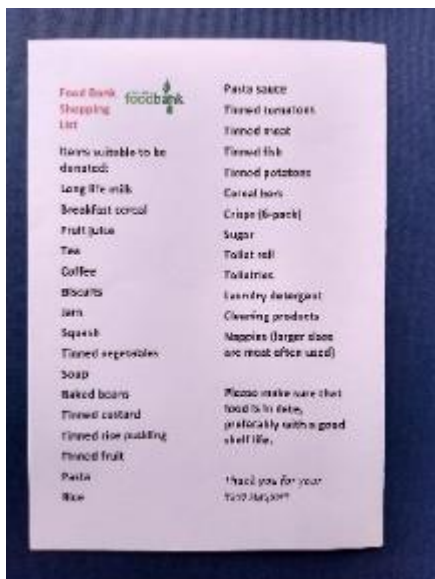 Food Bank
Shopping
List
foodbank
Items suitable to be
donated:
Long life milk
Breakfast cereal
Fruit juice
Tea
Coffee
Biscuits
Jam
Squash
Tinned vegetables
Soup
Baked beans
Tinned custard
Tinned rice pudding
Tinned fruit
Pasta
Rice
Pasta sauce
Tinned tomatoes
Tinned meat
Tinned fish
Tinned potatoes
Cereal bars
Crisps (6-pack)
Sugar
Toilet roll
Toiletries
Laundry detergent
Cleaning products
Nappies (larger sizes
are most often used)
Please make sure that
food is in date,
preferably with a good
shelf life.
Thank you for your
support